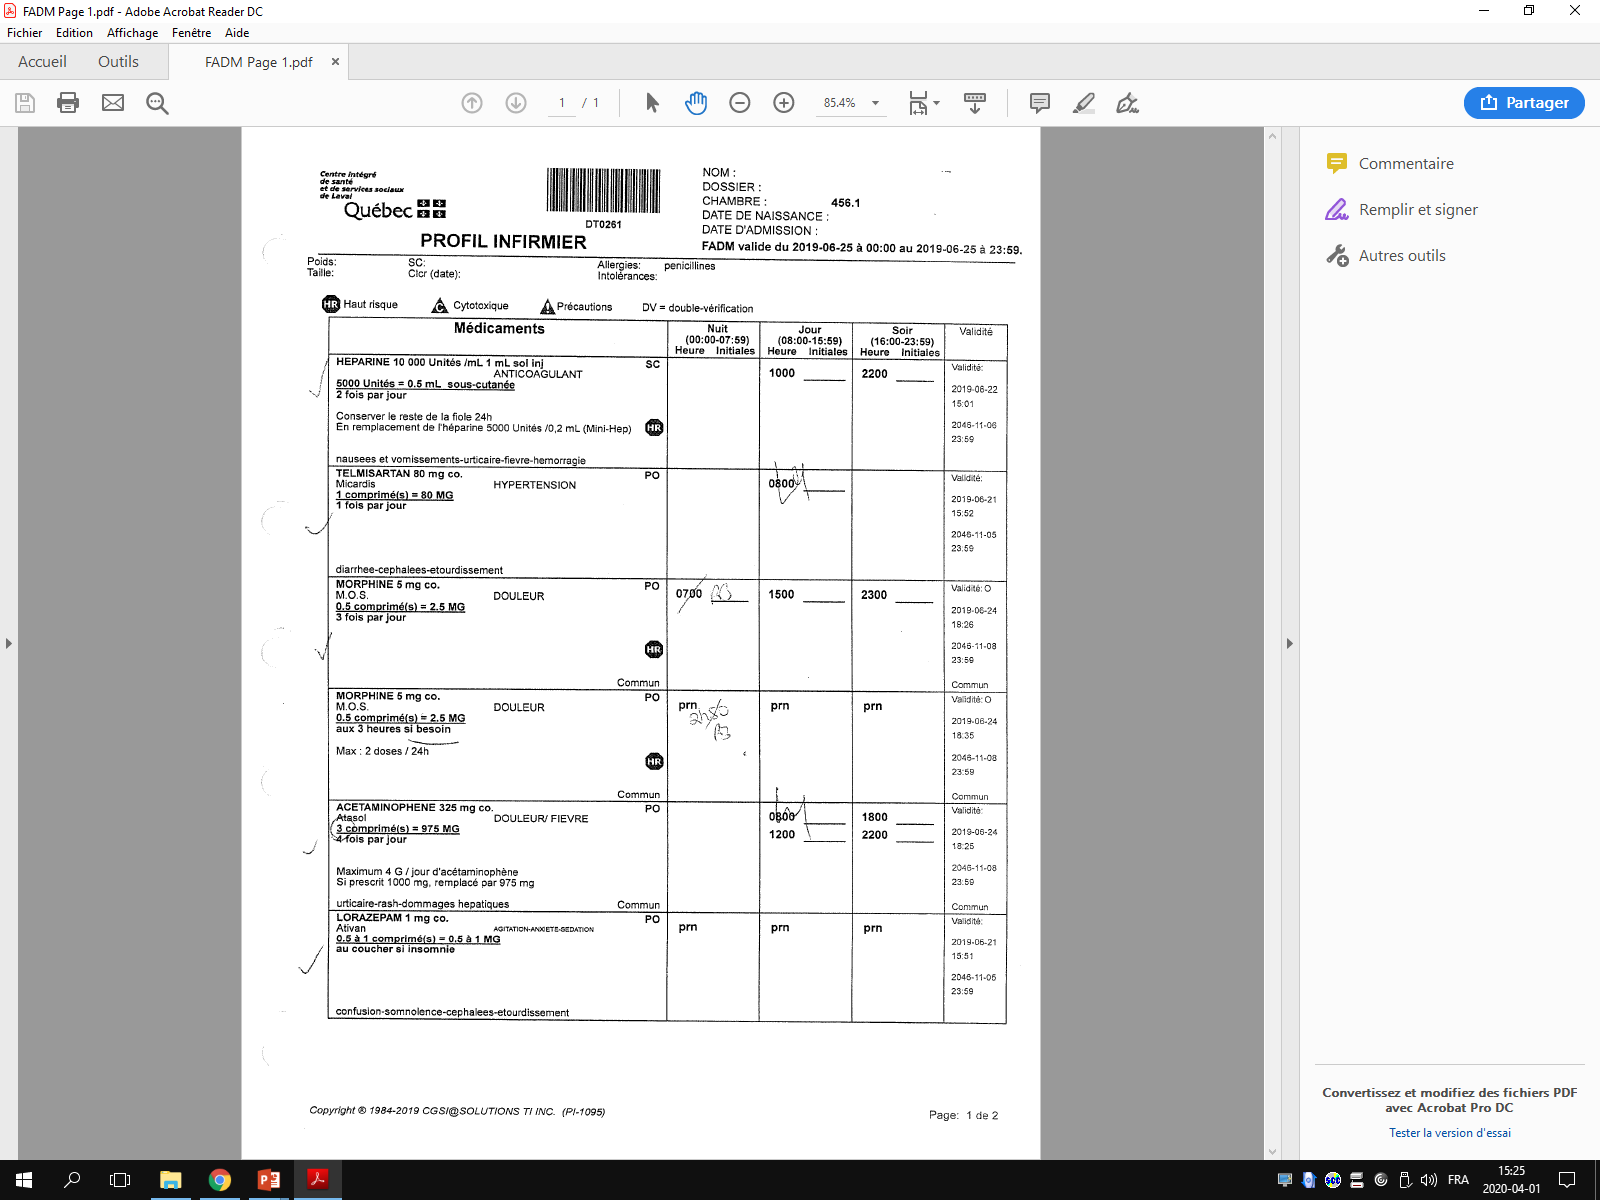 FADM Page 1.pdf - Adobe Acrobat Reader DC
Fichier Edition Affichage Fenêtre Aide
Accueil Outils FADM Page 1.pdf ×
1 / 1 85.4% Partager
Commentaire
Remplir et signer
Autres outils
Centre intégré
de santé
et de services sociaux
de Laval
Québec
DT0261
PROFIL INFIRMIER
NOM :
DOSSIER :
CHAMBRE : 456.1
DATE DE NAISSANCE :
DATE D'ADMISSION :
FADM valide du 2019-06-25 à 00:00 au 2019-06-25 à 23:59.
Poids: SC: Allergies: penicillines
Taille: Clcr (date): Intolérances:
HR Haut risque C Cytotoxique ! Précautions DV = double-vérification
Médicaments Nuit Jour Soir Validité
(00:00-07:59) (08:00-15:59) (16:00-23:59)
Heure Initiales Heure Initiales Heure Initiales
HEPARINE 10 000 Unités /mL 1 mL sol inj SC
ANTICOAGULANT
5000 Unités = 0.5 mL sous-cutanée
2 fois par jour
Conserver le reste de la fiole 24h
En remplacement de l'héparine 5000 Unités /0,2 mL (Mini-Hep) HR
nausees et vomissements-urticaire-fievre-hemorragie
1000 2200
Validité:
2019-06-22
15:01
2046-11-06
23:59
TELMISARTAN 80 mg co. PO
Micardis HYPERTENSION
1 comprimé(s) = 80 MG
1 fois par jour
diarrhee-cephalees-etourdissement
0800
Validité:
2019-06-21
15:52
2046-11-05
23:59
MORPHINE 5 mg co. PO
M.O.S. DOULEUR
0.5 comprimé(s) = 2.5 MG
3 fois par jour
HR
Commun
0700 1500 2300
Validité: O
2019-06-24
18:26
2046-11-08
23:59
Commun
MORPHINE 5 mg co. PO
M.O.S. DOULEUR
0.5 comprimé(s) = 2.5 MG
aux 3 heures si besoin
Max : 2 doses / 24h
HR
Commun
prn prn prn
Validité: O
2019-06-24
18:35
2046-11-08
23:59
Commun
ACETAMINOPHENE 325 mg co. PO
Atasol DOULEUR/ FIEVRE
3 comprimé(s) = 975 MG
4 fois par jour
Maximum 4 G / jour d'acétaminophène
Si prescrit 1000 mg, remplacé par 975 mg
urticaire-rash-dommages hepatiques Commun
0800 1800
1200 2200
Validité:
2019-06-24
18:25
2046-11-08
23:59
Commun
LORAZEPAM 1 mg co. PO
Ativan AGITATION-ANXIETE-SEDATION
0.5 à 1 comprimé(s) = 0.5 à 1 MG
au coucher si insomnie
confusion-somnolence-cephalees-etourdissement
prn prn prn
Validité:
2019-06-21
15:51
2046-11-05
23:59
Copyright ® 1984-2019 CGSI@SOLUTIONS TI INC. (PI-1095)
Page: 1 de 2
Convertissez et modifiez des fichiers PDF
avec Acrobat Pro DC
Tester la version d'essai
FRA
15:25
2020-04-01